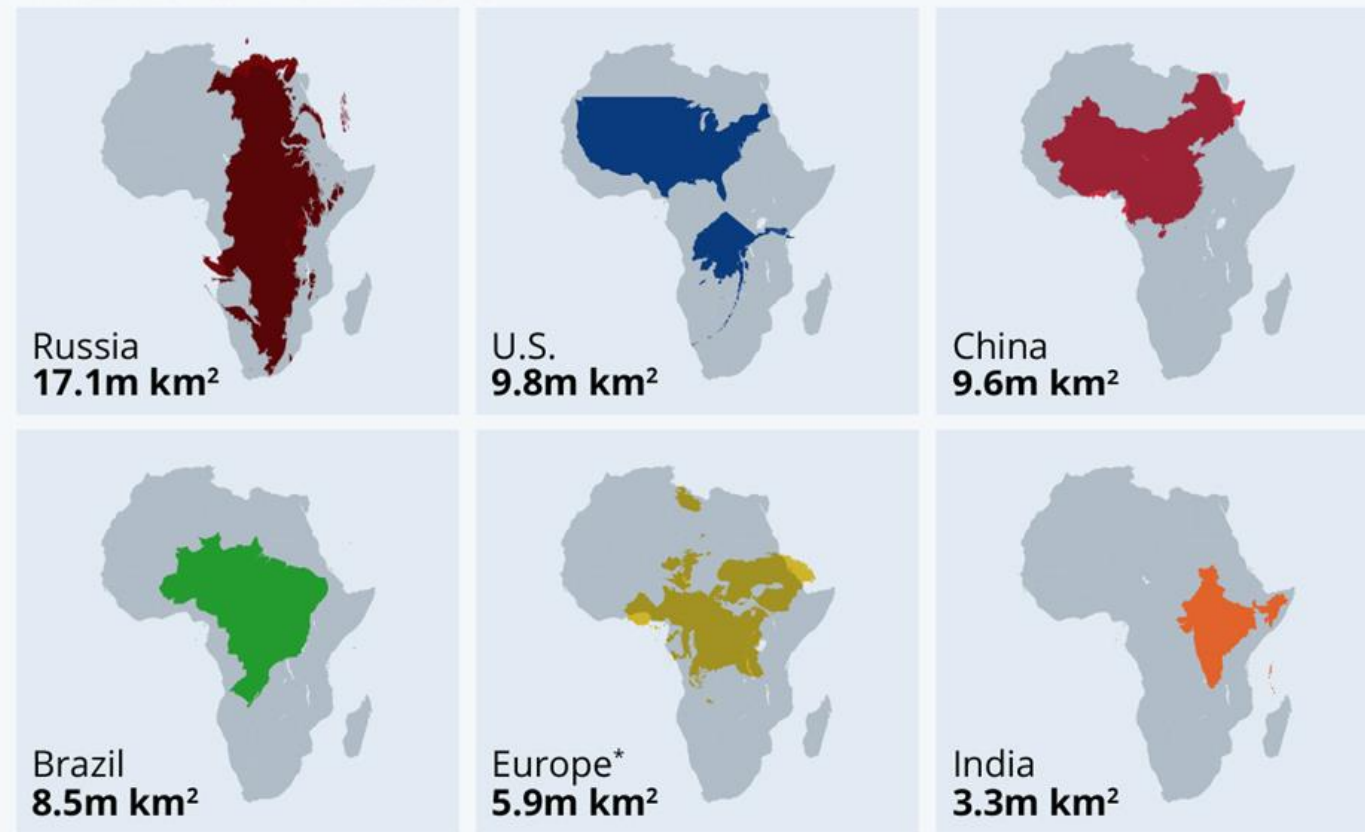 Russia
17.1m km²
U.S.
9.8m km²
China
9.6m km²
Brazil
8.5m km²
Europe*
5.9m km²
India
3.3m km²